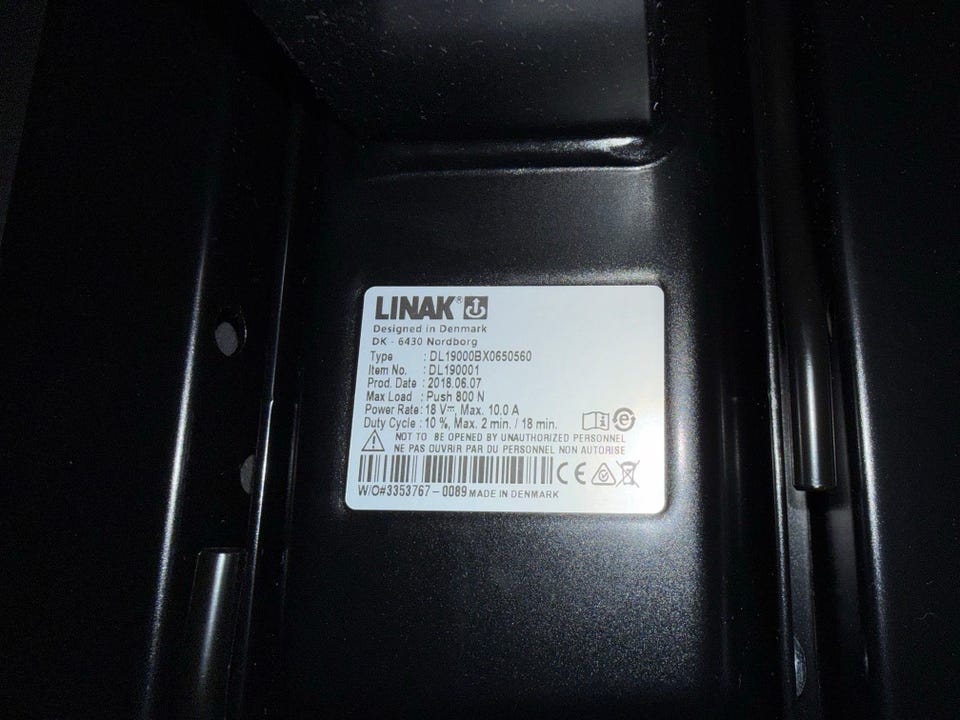 LINAK®
Designed in Denmark
DK - 6430 Nordborg
Type : DL19000BX0650560
Item No. : DL190001
Prod. Date : 2018.06.07
Max Load : Push 800 N
Power Rate : 18 V⎓, Max. 10.0 A
Duty Cycle : 10 %, Max. 2 min. / 18 min.
NOT TO BE OPENED BY UNAUTHORIZED PERSONNEL
NE PAS OUVRIR PAR DU PERSONNEL NON AUTORISE
CE
W/O#3353767-0089 MADE IN DENMARK